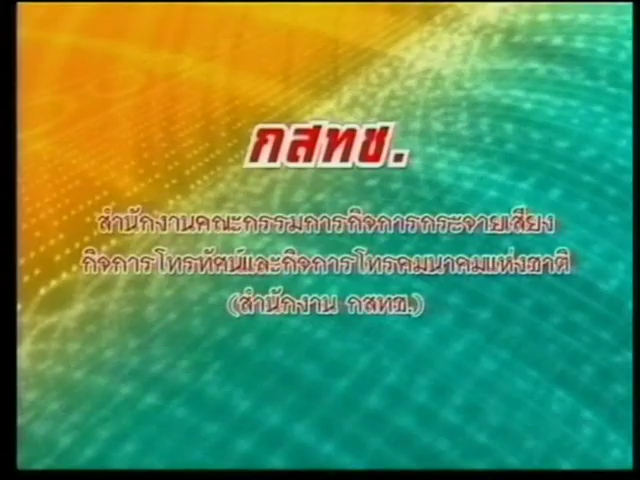 กสทช.
สำนักงานคณะกรรมการกิจการกระจายเสียง
กิจการโทรทัศน์และกิจการโทรคมนาคมแห่งชาติ
(สำนักงาน กสทช.)